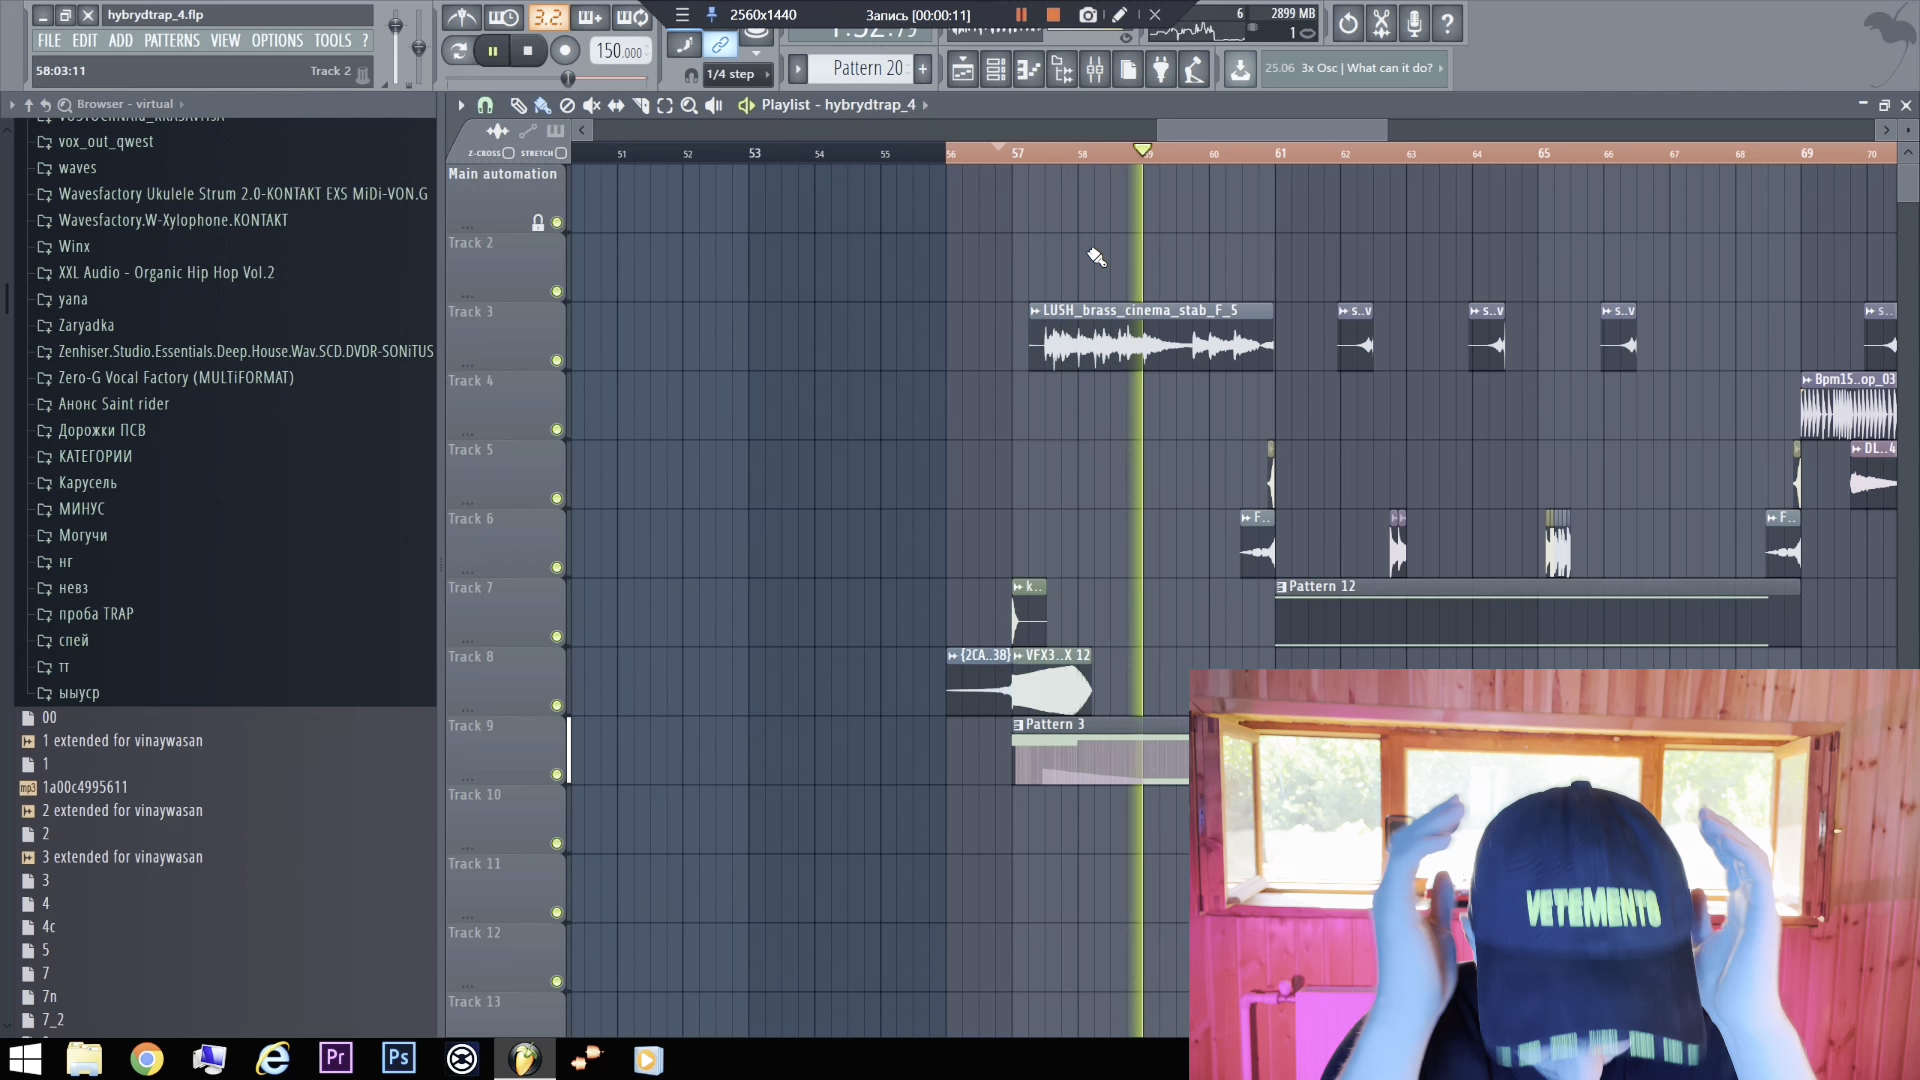 hybrydtrap_4.flp
FILE EDIT ADD PATTERNS VIEW OPTIONS TOOLS ?
58:03:11 Track 2
3.2.
150.000
2560x1440 Запись [00:00:11]
1/4 step
Pattern 20
6 2899 MB
1
25.06 3x Osc | What can it do?
Browser - virtual
vox_out_qwest
waves
Wavesfactory Ukulele Strum 2.0-KONTAKT EXS MiDi-VON.G
Wavesfactory.W-Xylophone.KONTAKT
Winx
XXL Audio - Organic Hip Hop Vol.2
yana
Zaryadka
Zenhiser.Studio.Essentials.Deep.House.Wav.SCD.DVDR-SONiTUS
Zero-G Vocal Factory (MULTiFORMAT)
Анонс Saint rider
Дорожки ПСВ
КАТЕГОРИИ
Карусель
МИНУС
Могучи
нг
невз
проба TRAP
спей
тт
ыыуср
00
1 extended for vinaywasan
1
mp3 1a00c4995611
2 extended for vinaywasan
2
3 extended for vinaywasan
3
4
4c
5
7
7n
7_2
Playlist - hybrydtrap_4
Z-CROSS STRETCH
51 52 53 54 55 56 57 58 59 60 61 62 63 64 65 66 67 68 69 70
Main automation
Track 2
Track 3
LUSH_brass_cinema_stab_F_5
s..v s..v s..v s..
Track 4
Bpm15..op_03
Track 5
DL..4
Track 6
F.. F..
Track 7
k..
Pattern 12
Track 8
{2CA..38} VFX3..X 12
Track 9
Pattern 3
Track 10
Track 11
Track 12
Track 13
VETEMENTO
Pr Ps